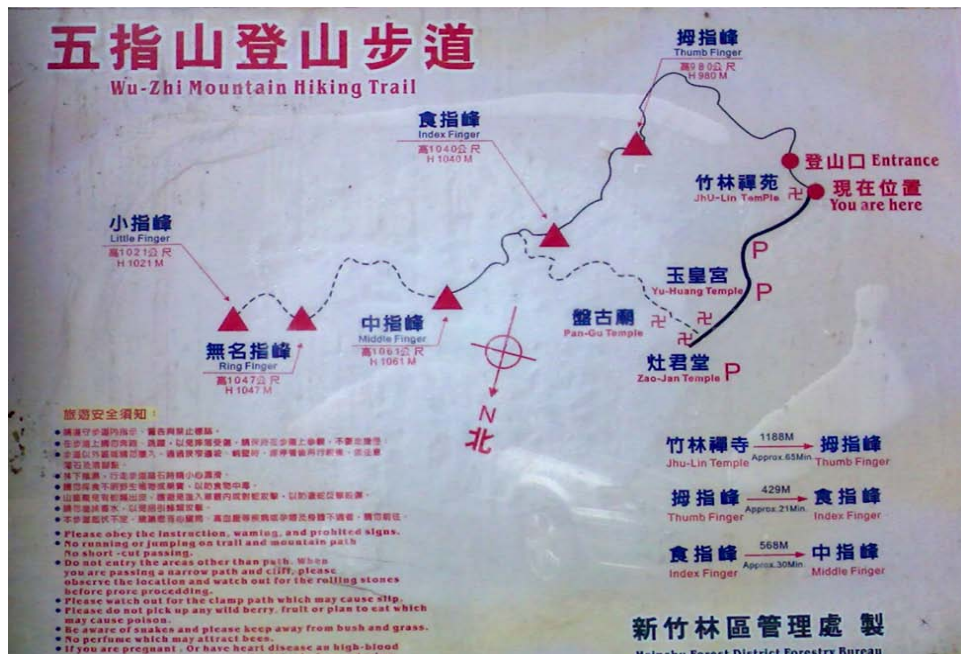 五指山登山步道
Wu-Zhi Mountain Hiking Trail
拇指峰
Thumb Finger
高980公尺
H 980 M
食指峰
Index Finger
高1040公尺
H 1040 M
登山口 Entrance
竹林禪苑
JhU-Lin TemPle
卍
現在位置
You are here
小指峰
Little Finger
高1021公尺
H 1021 M
P
玉皇宮
Yu-Huang Temple
卍
P
中指峰
Middle Finger
高1061公尺
H 1061 M
盤古廟
Pan-Gu Temple
卍
卍
無名指峰
Ring Finger
高1047公尺
H 1047 M
灶君堂
Zao-Jan Temple
P
N
北
旅遊安全須知：
Please obey the instruction, waming, and prohited signs.
No running or jumping on trail and mountain path
No short -cut passing.
Do not entry the areas other than path. When
you are passing a narrow path and cliff, please
observe the location and watch out for the rolling stones
before prore procedding.
Please watch out for the clamp path which may cause slip.
Please do not pick up any wild berry, fruit or plan to eat which
may cause poison.
Be aware of snakes and please keep away from bush and grass.
No perfume which may attract bees.
If you are pregnant . Or have heart disease an high-blood
竹林禪寺 1188M 拇指峰
Jhu-Lin Temple Approx.65Min. Thumb Finger
拇指峰 429M 食指峰
Thumb Finger Approx.21Min. Index Finger
食指峰 568M 中指峰
Index Finger Approx.30Min. Middle Finger
新竹林區管理處 製
Hsinchu Forest District Forestry Bureau